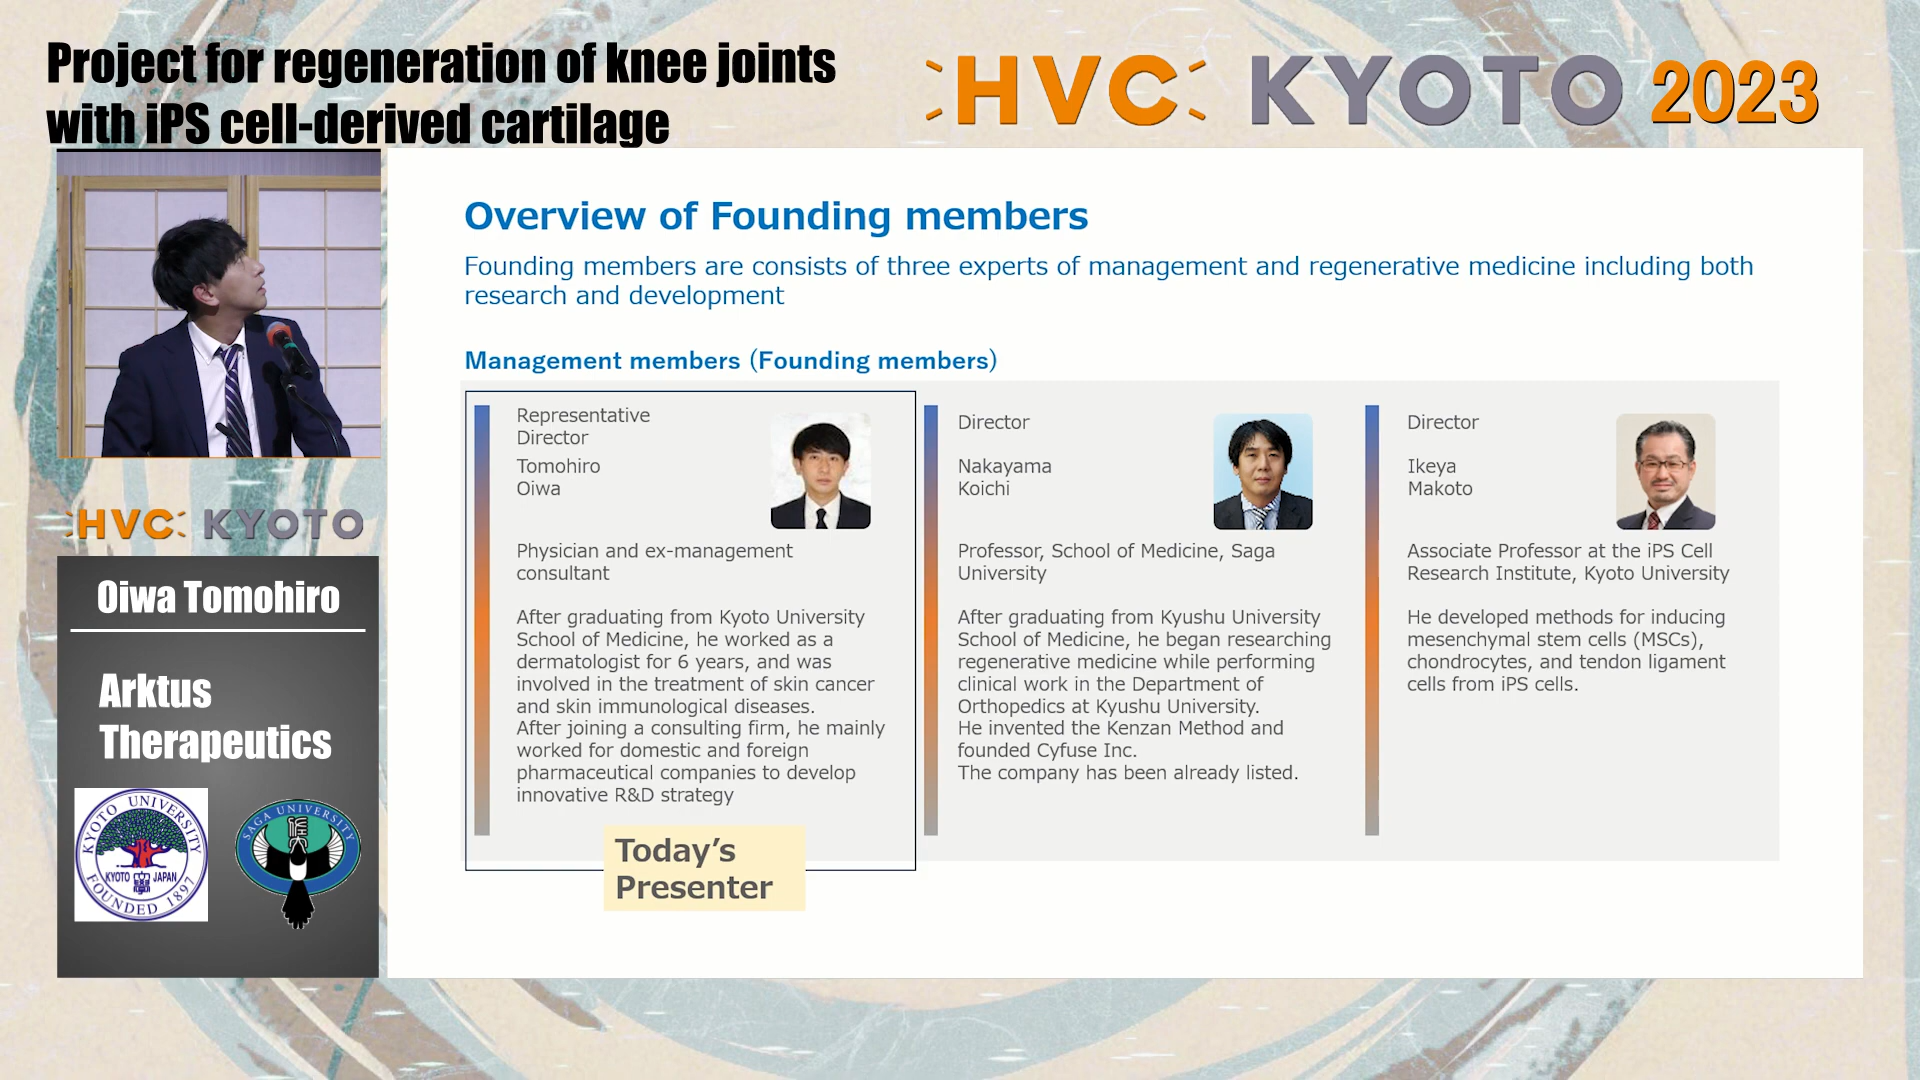 Project for regeneration of knee joints
with iPS cell-derived cartilage
HVC KYOTO 2023
Overview of Founding members
Founding members are consists of three experts of management and regenerative medicine including both
research and development
Management members (Founding members)
Representative
Director
Tomohiro
Oiwa
Physician and ex-management
consultant
After graduating from Kyoto University
School of Medicine, he worked as a
dermatologist for 6 years, and was
involved in the treatment of skin cancer
and skin immunological diseases.
After joining a consulting firm, he mainly
worked for domestic and foreign
pharmaceutical companies to develop
innovative R&D strategy
Today's
Presenter
Director
Nakayama
Koichi
Professor, School of Medicine, Saga
University
After graduating from Kyushu University
School of Medicine, he began researching
regenerative medicine while performing
clinical work in the Department of
Orthopedics at Kyushu University.
He invented the Kenzan Method and
founded Cyfuse Inc.
The company has been already listed.
Director
Ikeya
Makoto
Associate Professor at the iPS Cell
Research Institute, Kyoto University
He developed methods for inducing
mesenchymal stem cells (MSCs),
chondrocytes, and tendon ligament
cells from iPS cells.
HVC KYOTO
Oiwa Tomohiro
Arktus
Therapeutics
KYOTO UNIVERSITY
KYOTO JAPAN
FOUNDED 1897
SAGA UNIVERSITY